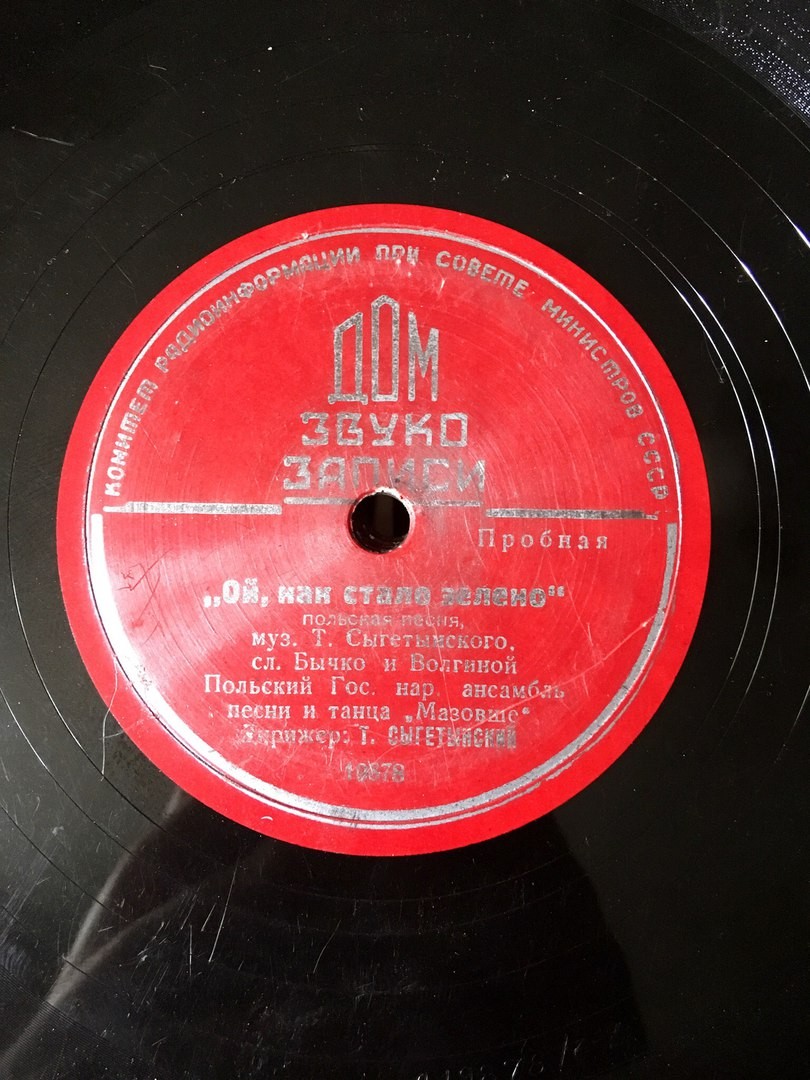 КОМИТЕТ РАДИОИНФОРМАЦИИ ПРИ СОВЕТЕ МИНИСТРОВ СССР
ДОМ
ЗВУКО
ЗАПИСИ
Пробная
„Ой, как стало зелено“
польская песня,
муз. Т. Сыгетынского,
сл. Бычко и Волгиной
Польский Гос. нар. ансамбль
песни и танца „Мазовше“
Дирижер: Т. СЫГЕТЫНСКИЙ